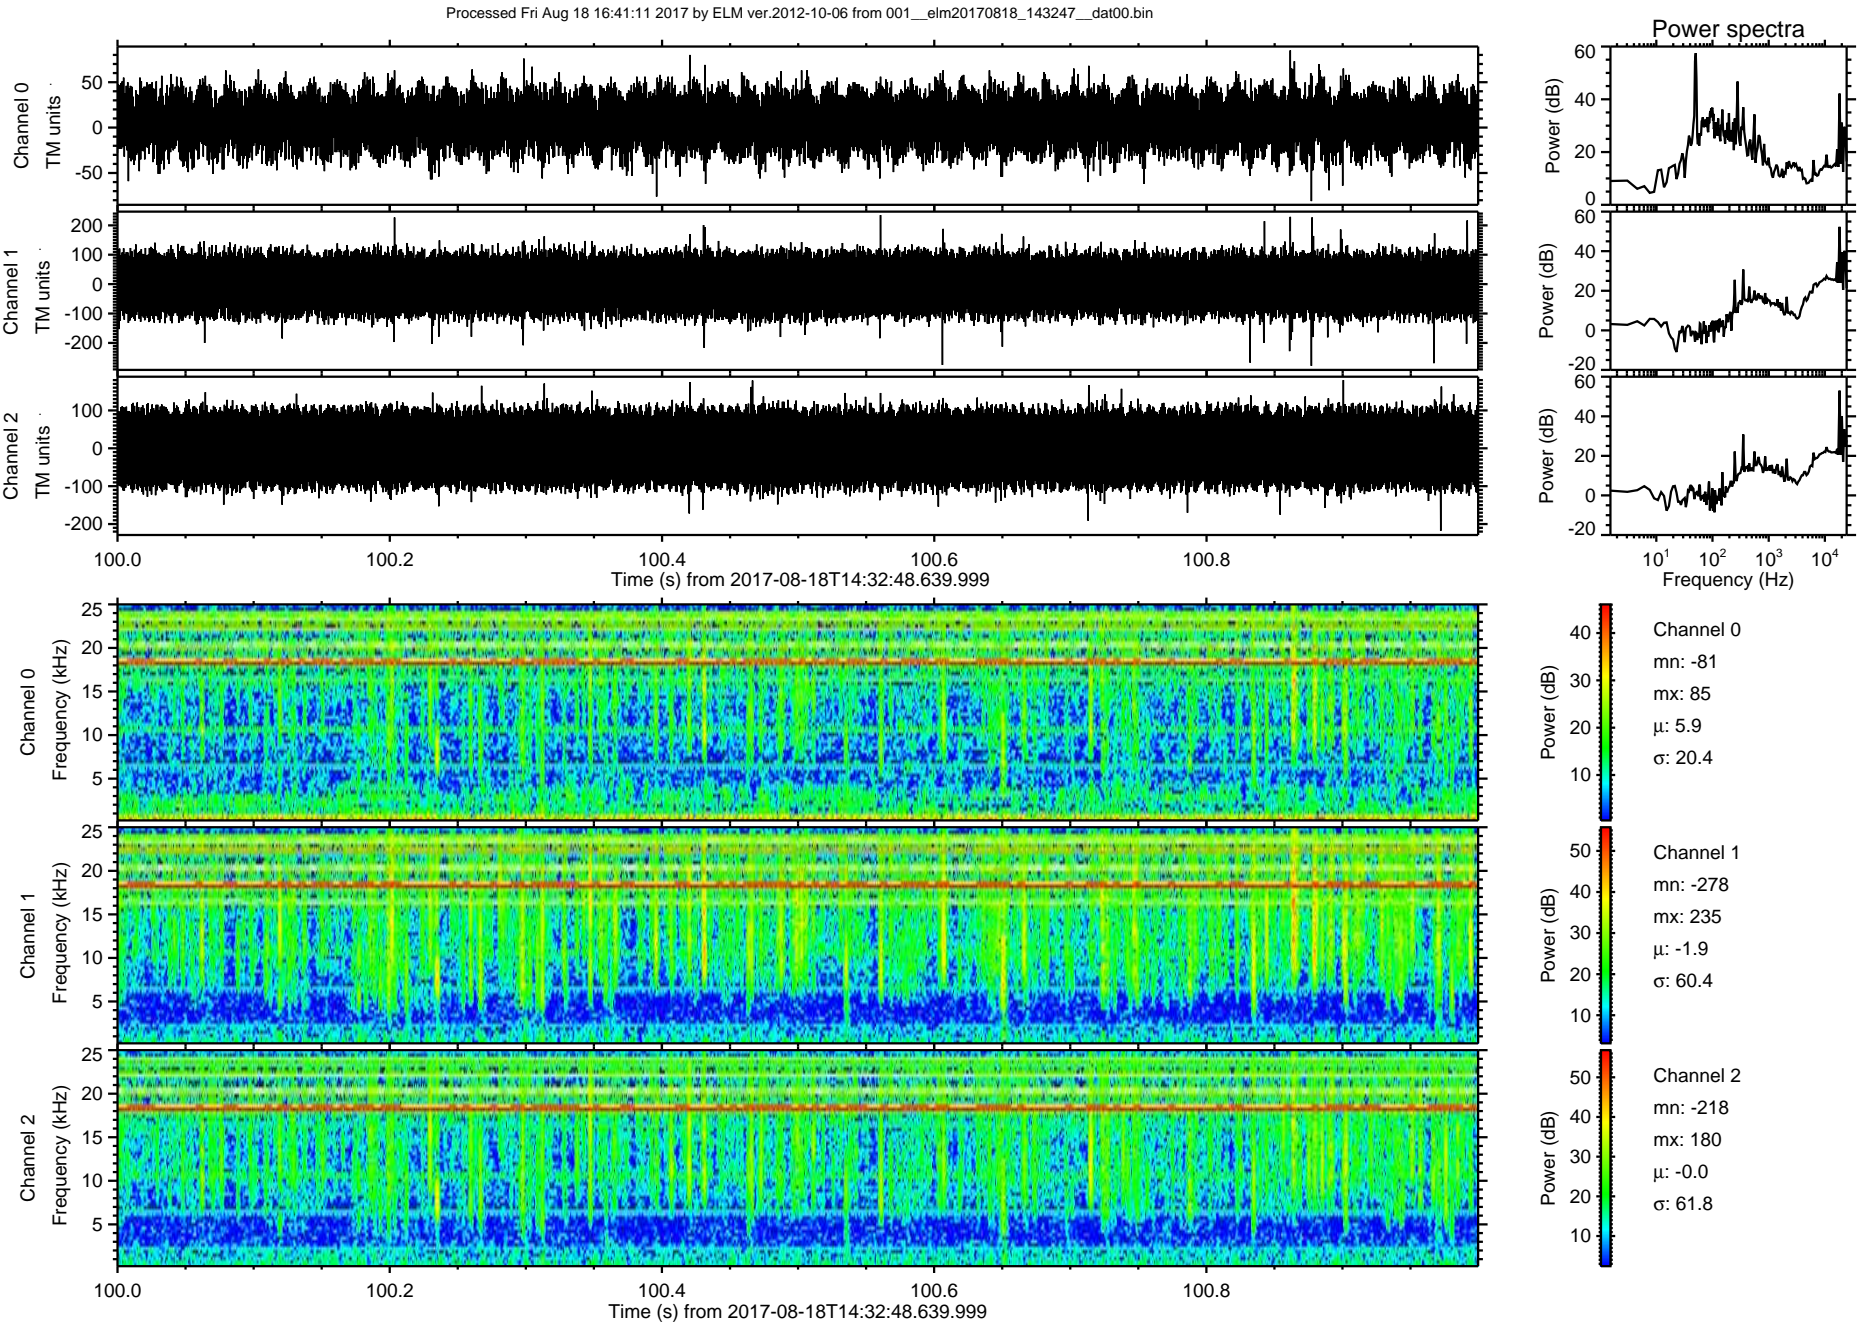 Processed Fri Aug 18 16:41:11 2017 by ELM ver.2012-10-06 from 001__elm20170818_143247__dat00.bin
Power spectra
Channel 0
TM units
50
0
-50
Power (dB)
60
40
20
0
Channel 1
TM units
200
100
0
-100
-200
Power (dB)
60
40
20
0
-20
Channel 2
TM units
100
0
-100
-200
Power (dB)
60
40
20
0
-20
100.0 100.2 100.4 100.6 100.8
Time (s) from 2017-08-18T14:32:48.639.999
10^1 10^2 10^3 10^4
Frequency (Hz)
Channel 0
Frequency (kHz)
25
20
15
10
5
Power (dB)
40
30
20
10
Channel 0
mn: -81
mx: 85
μ: 5.9
σ: 20.4
Channel 1
Frequency (kHz)
25
20
15
10
5
Power (dB)
50
40
30
20
10
Channel 1
mn: -278
mx: 235
μ: -1.9
σ: 60.4
Channel 2
Frequency (kHz)
25
20
15
10
5
Power (dB)
50
40
30
20
10
Channel 2
mn: -218
mx: 180
μ: -0.0
σ: 61.8
100.0 100.2 100.4 100.6 100.8
Time (s) from 2017-08-18T14:32:48.639.999